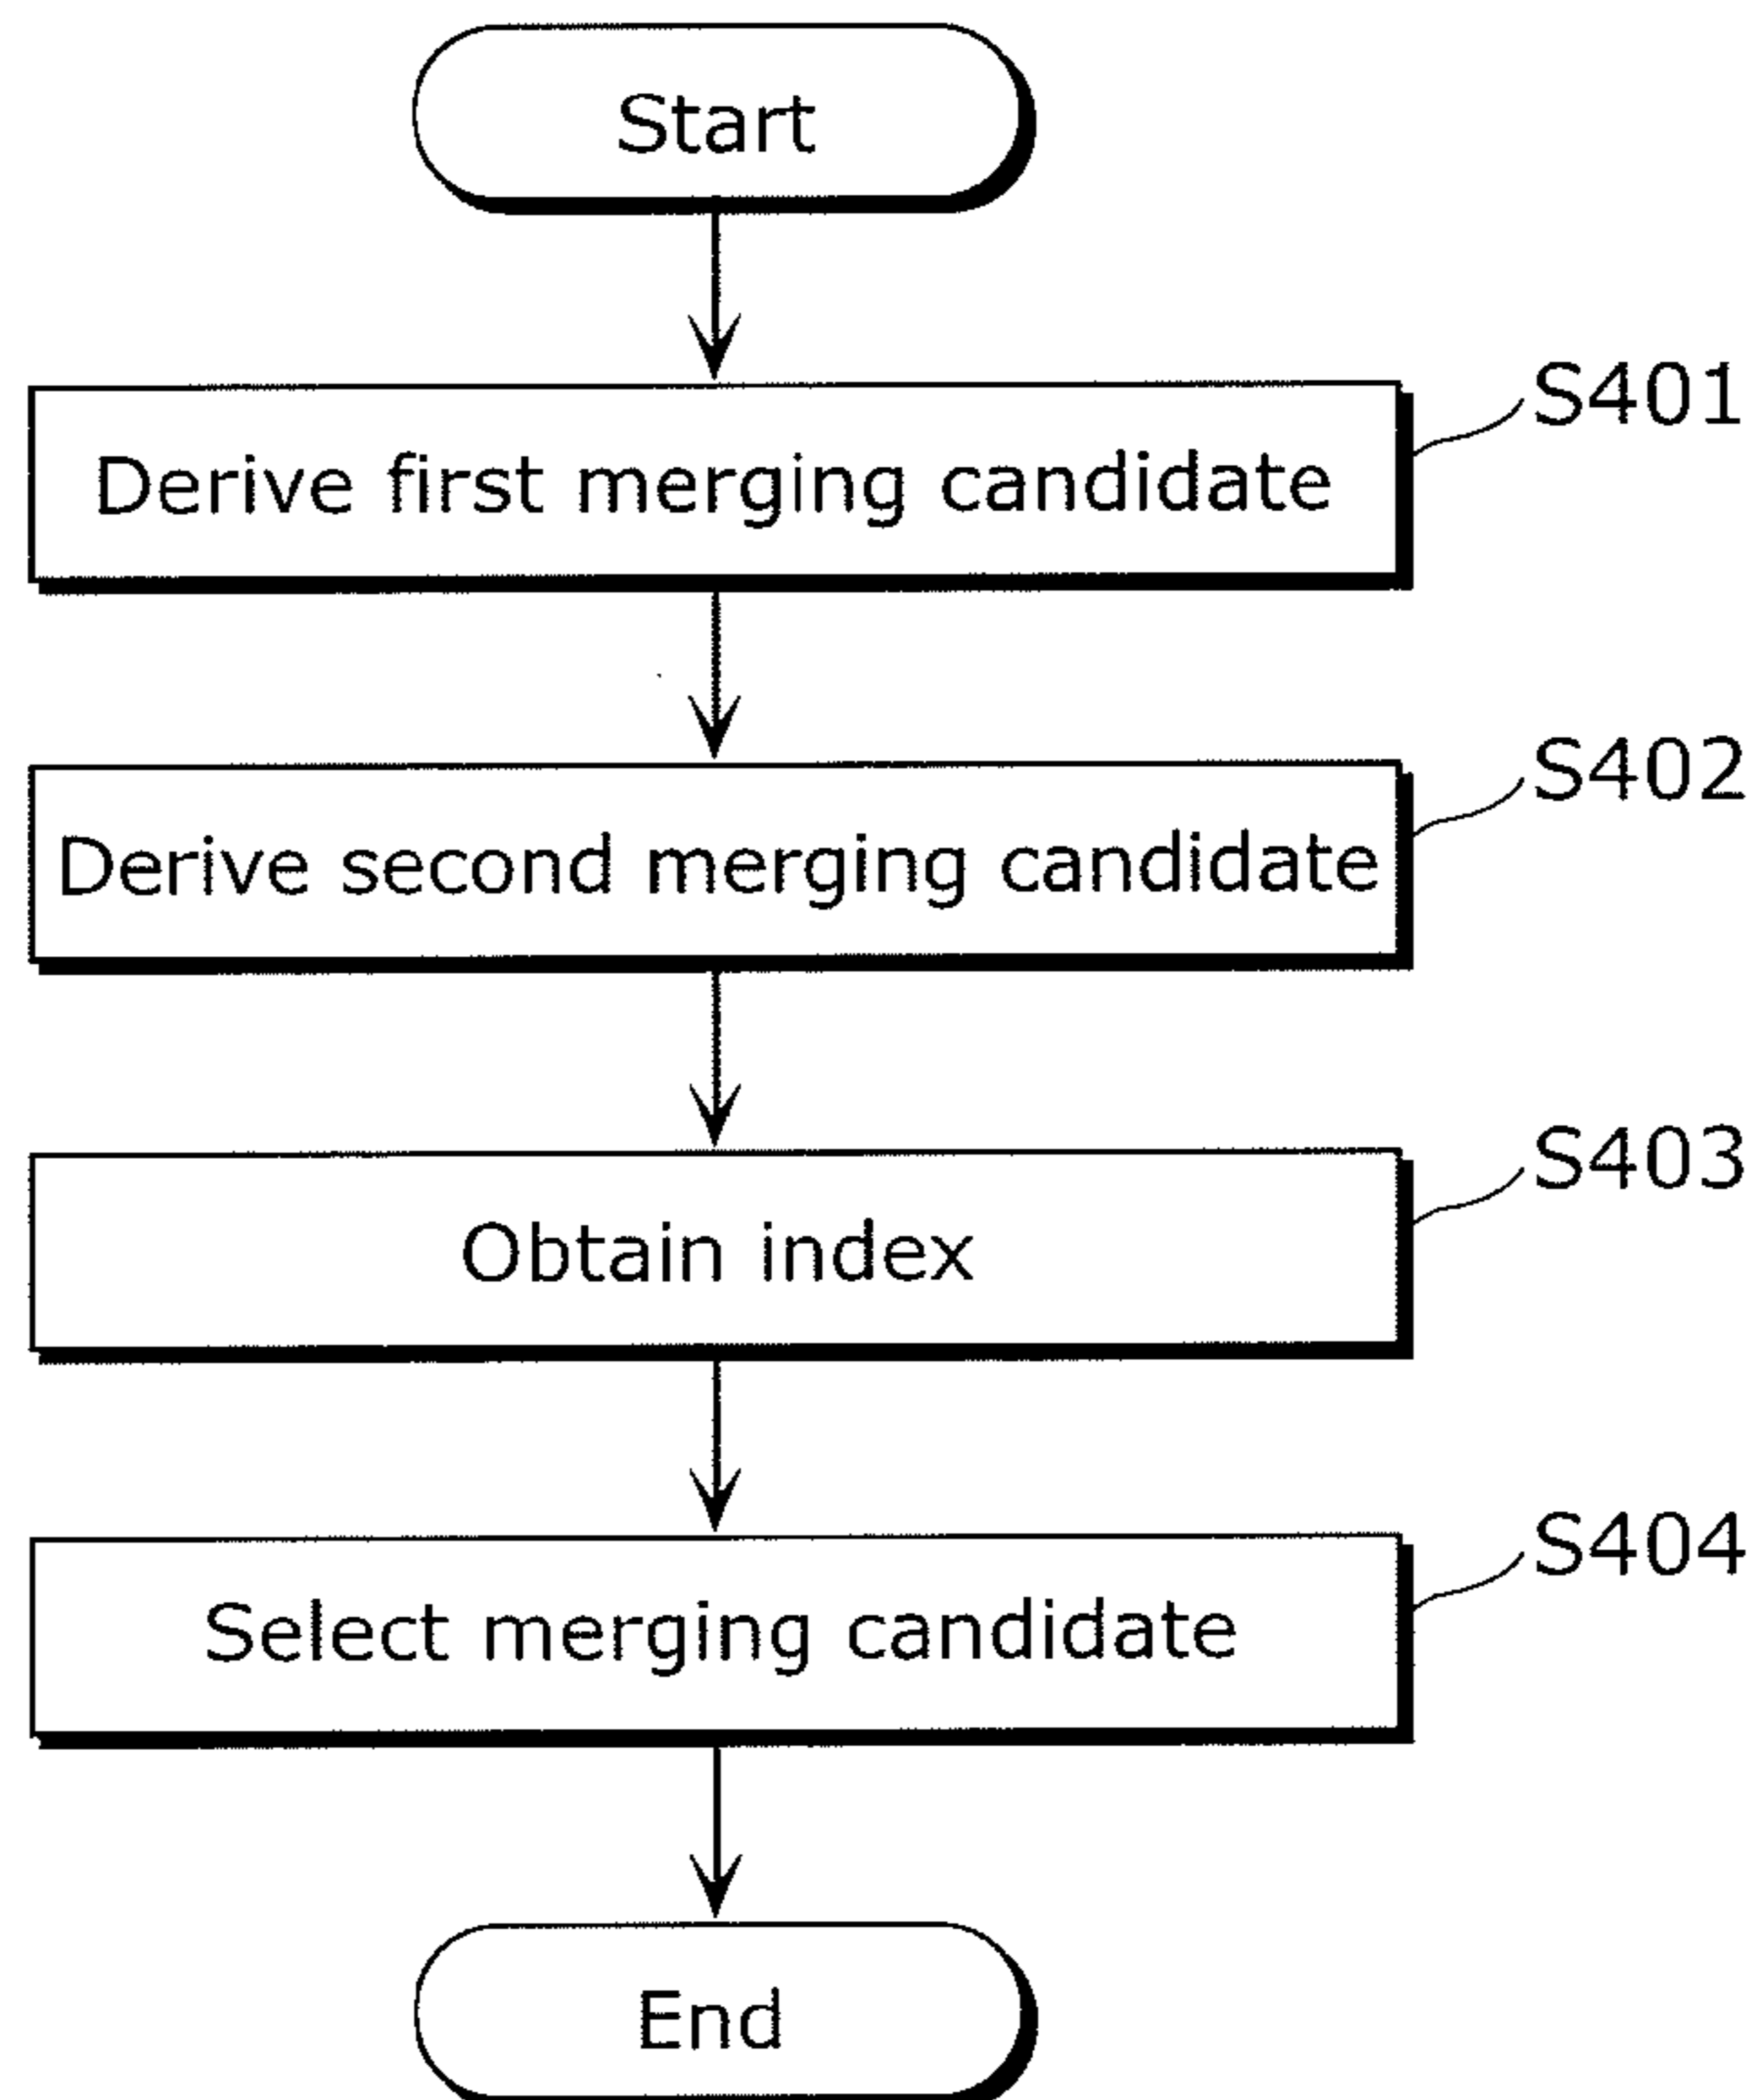 Start
S401
Derive first merging candidate
S402
Derive second merging candidate
S403
Obtain index
S404
Select merging candidate
End